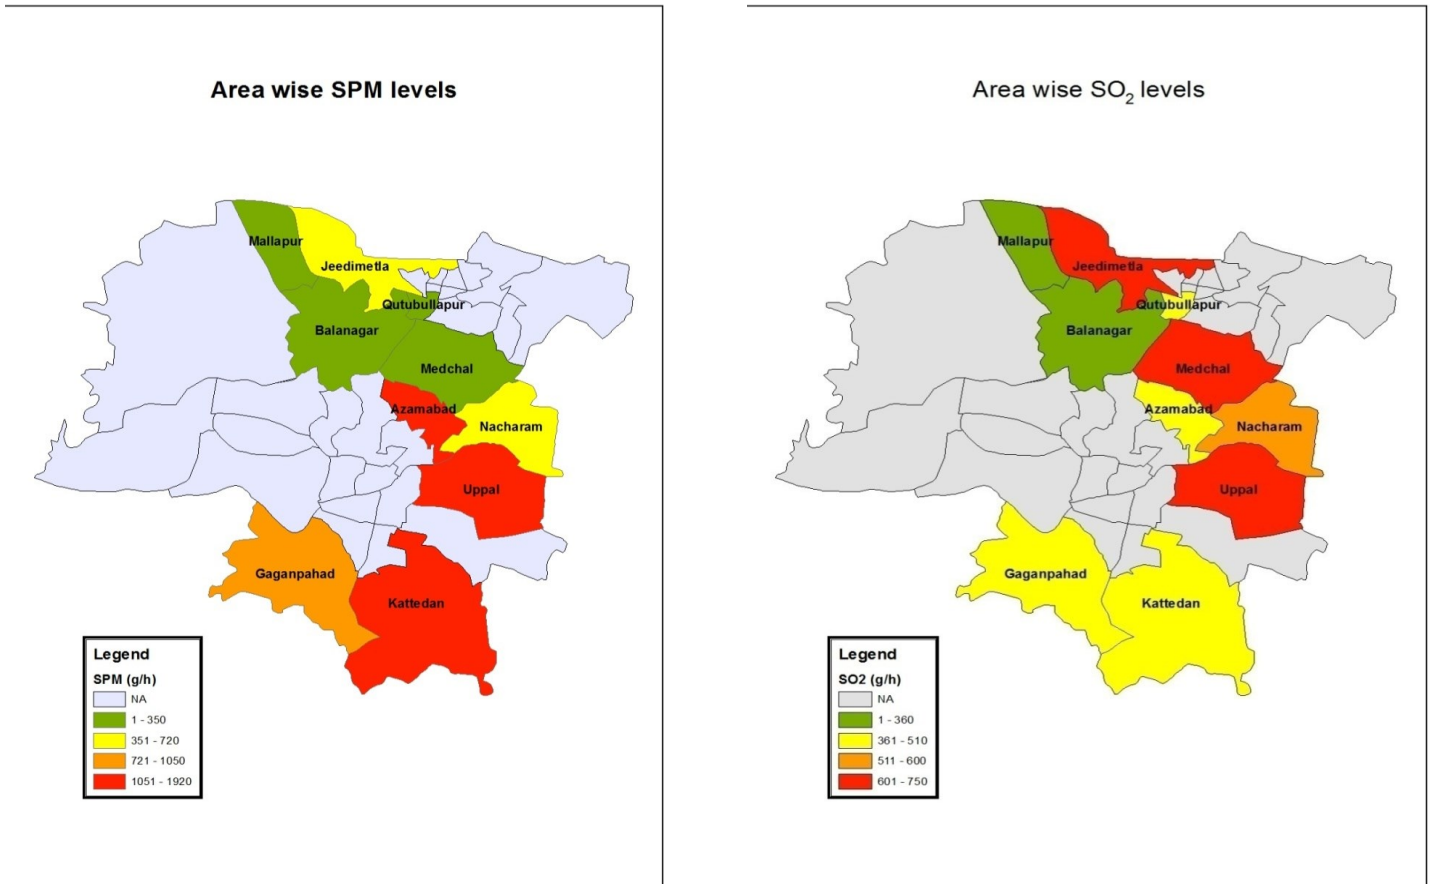 Area wise SPM levels
Mallapur
Jeedimetla
Qutubullapur
Balanagar
Medchal
Azamabad
Nacharam
Uppal
Gaganpahad
Kattedan
Legend
SPM (g/h)
NA
1 - 350
351 - 720
721 - 1050
1051 - 1920
Area wise SO2 levels
Mallapur
Jeedimetla
Qutubullapur
Balanagar
Medchal
Azamabad
Nacharam
Uppal
Gaganpahad
Kattedan
Legend
SO2 (g/h)
NA
1 - 360
361 - 510
511 - 600
601 - 750